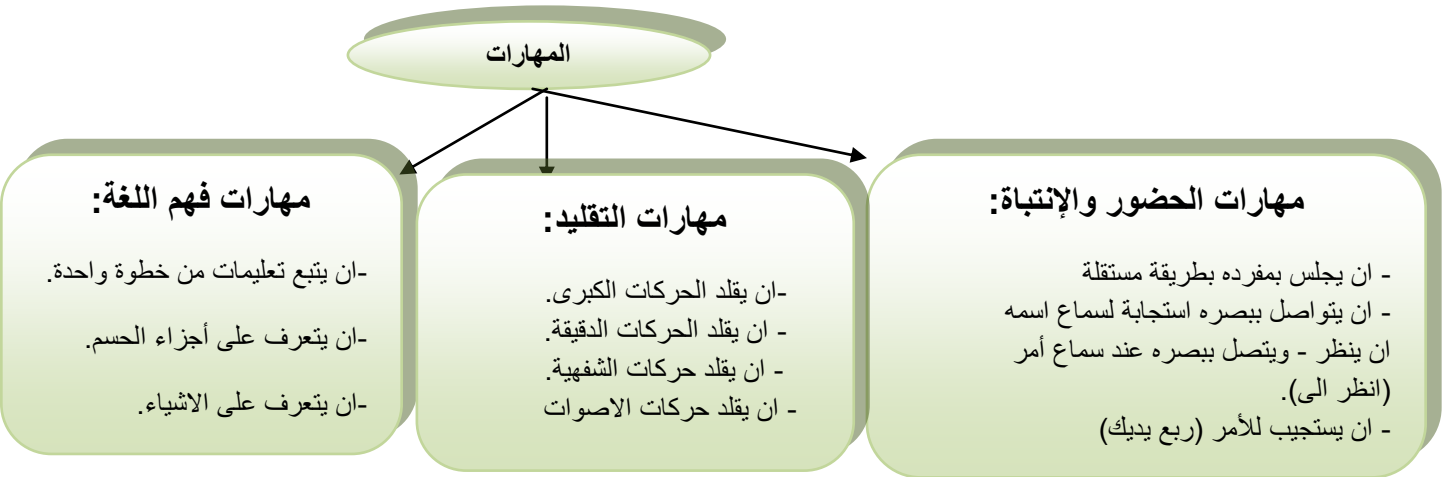 المهارات
مهارات الحضور والإنتباة:
- ان يجلس بمفرده بطريقة مستقلة
- ان يتواصل ببصره استجابة لسماع اسمه
ان ينظر - ويتصل ببصره عند سماع أمر
(انظر الى).
- ان يستجيب للأمر (ربع يديك)
مهارات التقليد:
-ان يقلد الحركات الكبرى.
- ان يقلد الحركات الدقيقة.
- ان يقلد حركات الشفهية.
- ان يقلد حركات الاصوات
مهارات فهم اللغة:
-ان يتبع تعليمات من خطوة واحدة.
-ان يتعرف على أجزاء الحسم.
-ان يتعرف على الاشياء.